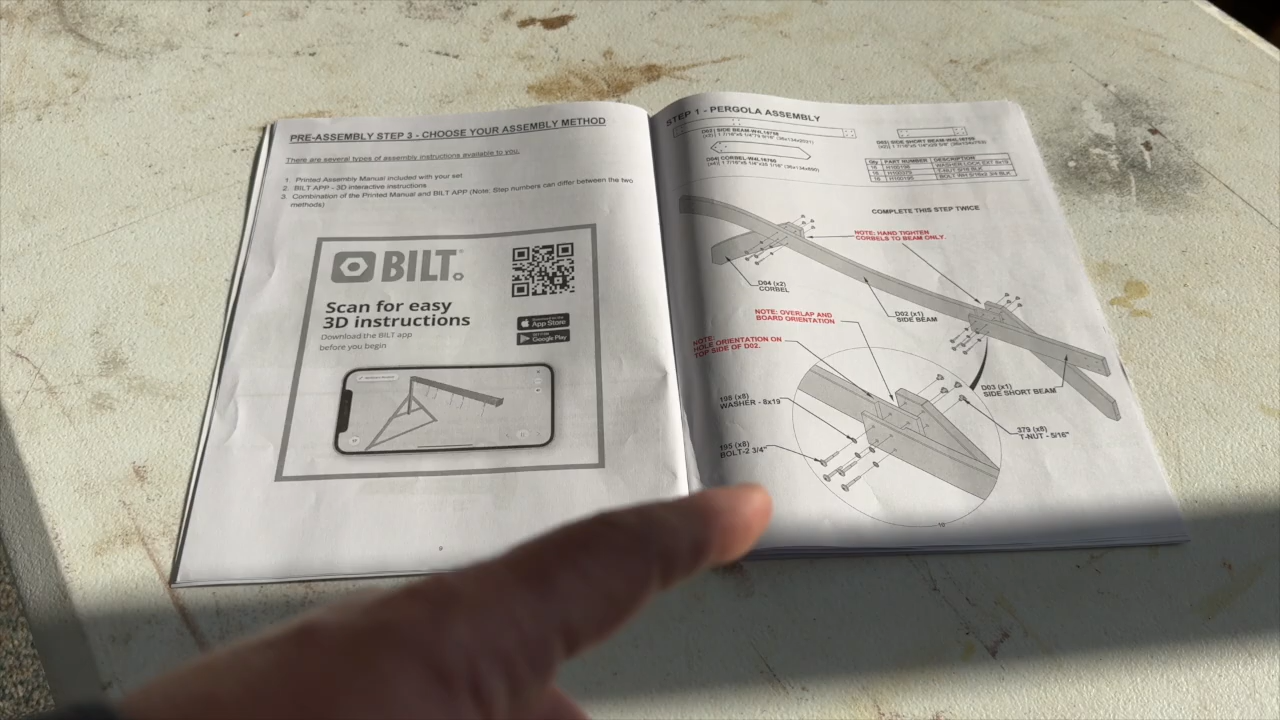 PRE-ASSEMBLY STEP 3 - CHOOSE YOUR ASSEMBLY METHOD
There are several types of assembly instructions available to you.
1. Printed Assembly Manual included with your set
2. BILT APP - 3D interactive instructions
3. Combination of the Printed Manual and BILT APP (Note: Step numbers can differ between the two
methods)
BILT
Scan for easy
3D instructions
Download the BILT app
before you begin
App Store
Google Play
9
STEP 1 - PERGOLA ASSEMBLY
SIDE BEAM
D04| CORBEL
SIDE SHORT BEAM
Qty PART NUMBER DESCRIPTION
COMPLETE THIS STEP TWICE
NOTE: HAND TIGHTEN
CORBELS TO BEAM ONLY.
D04 (x2)
CORBEL
D02 (x1)
SIDE BEAM
NOTE: OVERLAP AND
BOARD ORIENTATION
NOTE:
HOLE ORIENTATION ON
TOP SIDE OF D02.
D03 (x1)
SIDE SHORT BEAM
198 (x8)
WASHER - 8x19
379 (x8)
T-NUT - 5/16"
195 (x8)
BOLT-2 3/4"
10